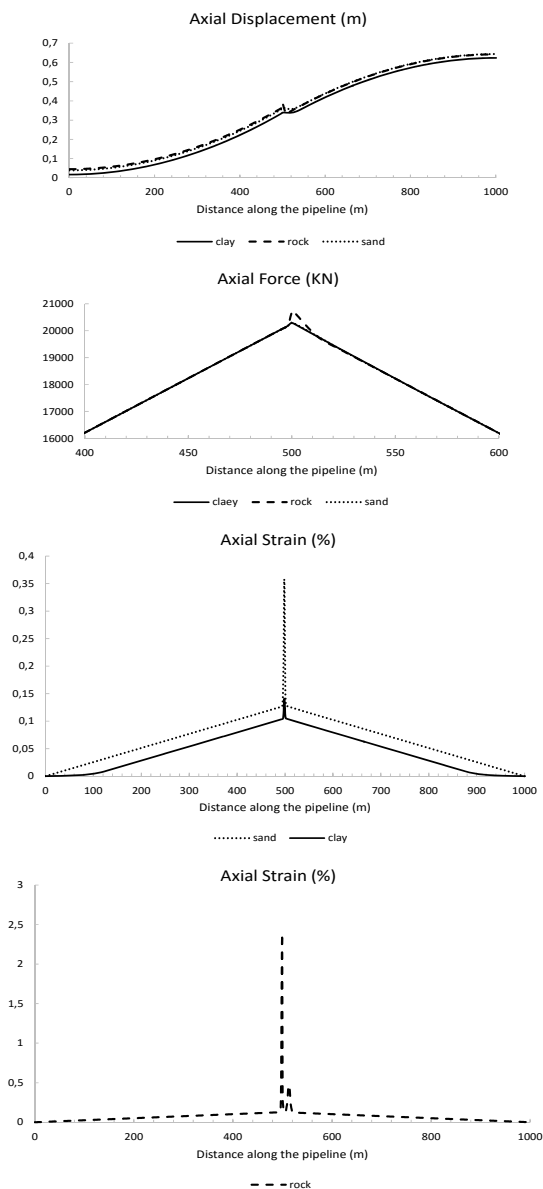 Axial Displacement (m)
0,7
0,6
0,5
0,4
0,3
0,2
0,1
0
0 200 400 600 800 1000
Distance along the pipeline (m)
clay rock sand
Axial Force (KN)
21000
20000
19000
18000
17000
16000
400 450 500 550 600
Distance along the pipeline (m)
claey rock sand
Axial Strain (%)
0,4
0,35
0,3
0,25
0,2
0,15
0,1
0,05
0
0 100 200 300 400 500 600 700 800 900 1000
Distance along the pipeline (m)
sand clay
Axial Strain (%)
3
2,5
2
1,5
1
0,5
0
0 200 400 600 800 1000
Distance along the pipeline (m)
rock